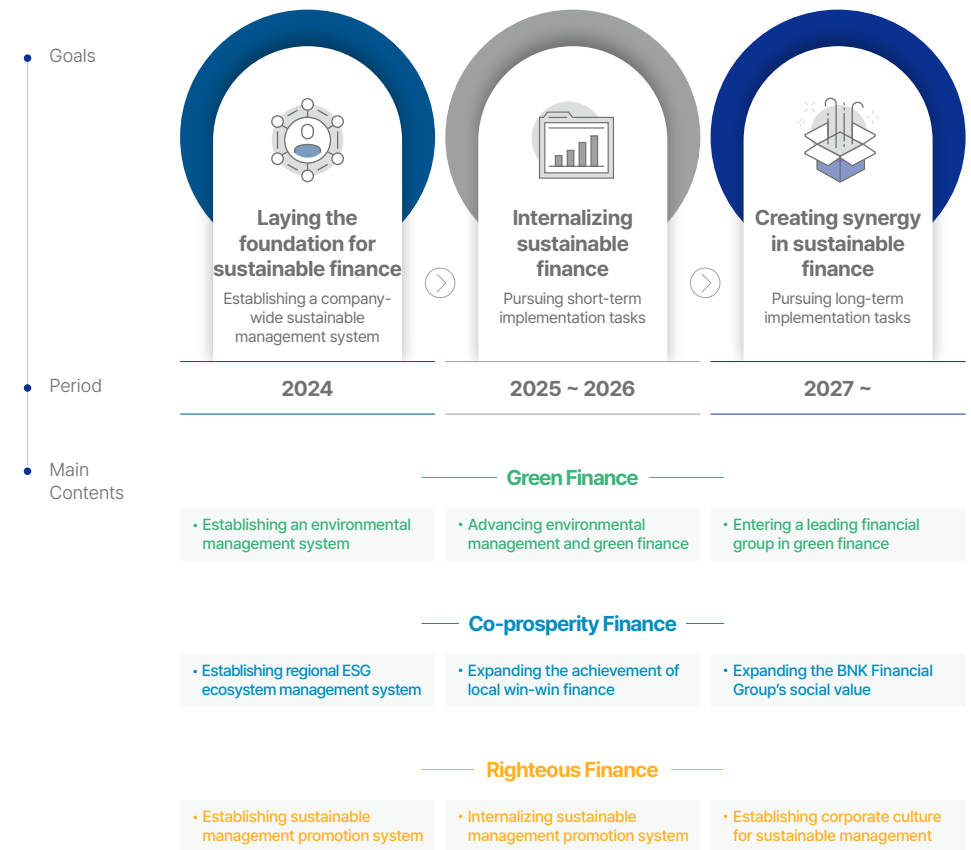 Goals
Laying the
foundation for
sustainable finance
Establishing a company-
wide sustainable
management system
Internalizing
sustainable
finance
Pursuing short-term
implementation tasks
Creating synergy
in sustainable
finance
Pursuing long-term
implementation tasks
Period
2024
2025 ~ 2026
2027 ~
Main
Contents
Green Finance
• Establishing an environmental
management system
• Advancing environmental
management and green finance
• Entering a leading financial
group in green finance
Co-prosperity Finance
• Establishing regional ESG
ecosystem management system
• Expanding the achievement of
local win-win finance
• Expanding the BNK Financial
Group's social value
Righteous Finance
• Establishing sustainable
management promotion system
• Internalizing sustainable
management promotion system
• Establishing corporate culture
for sustainable management